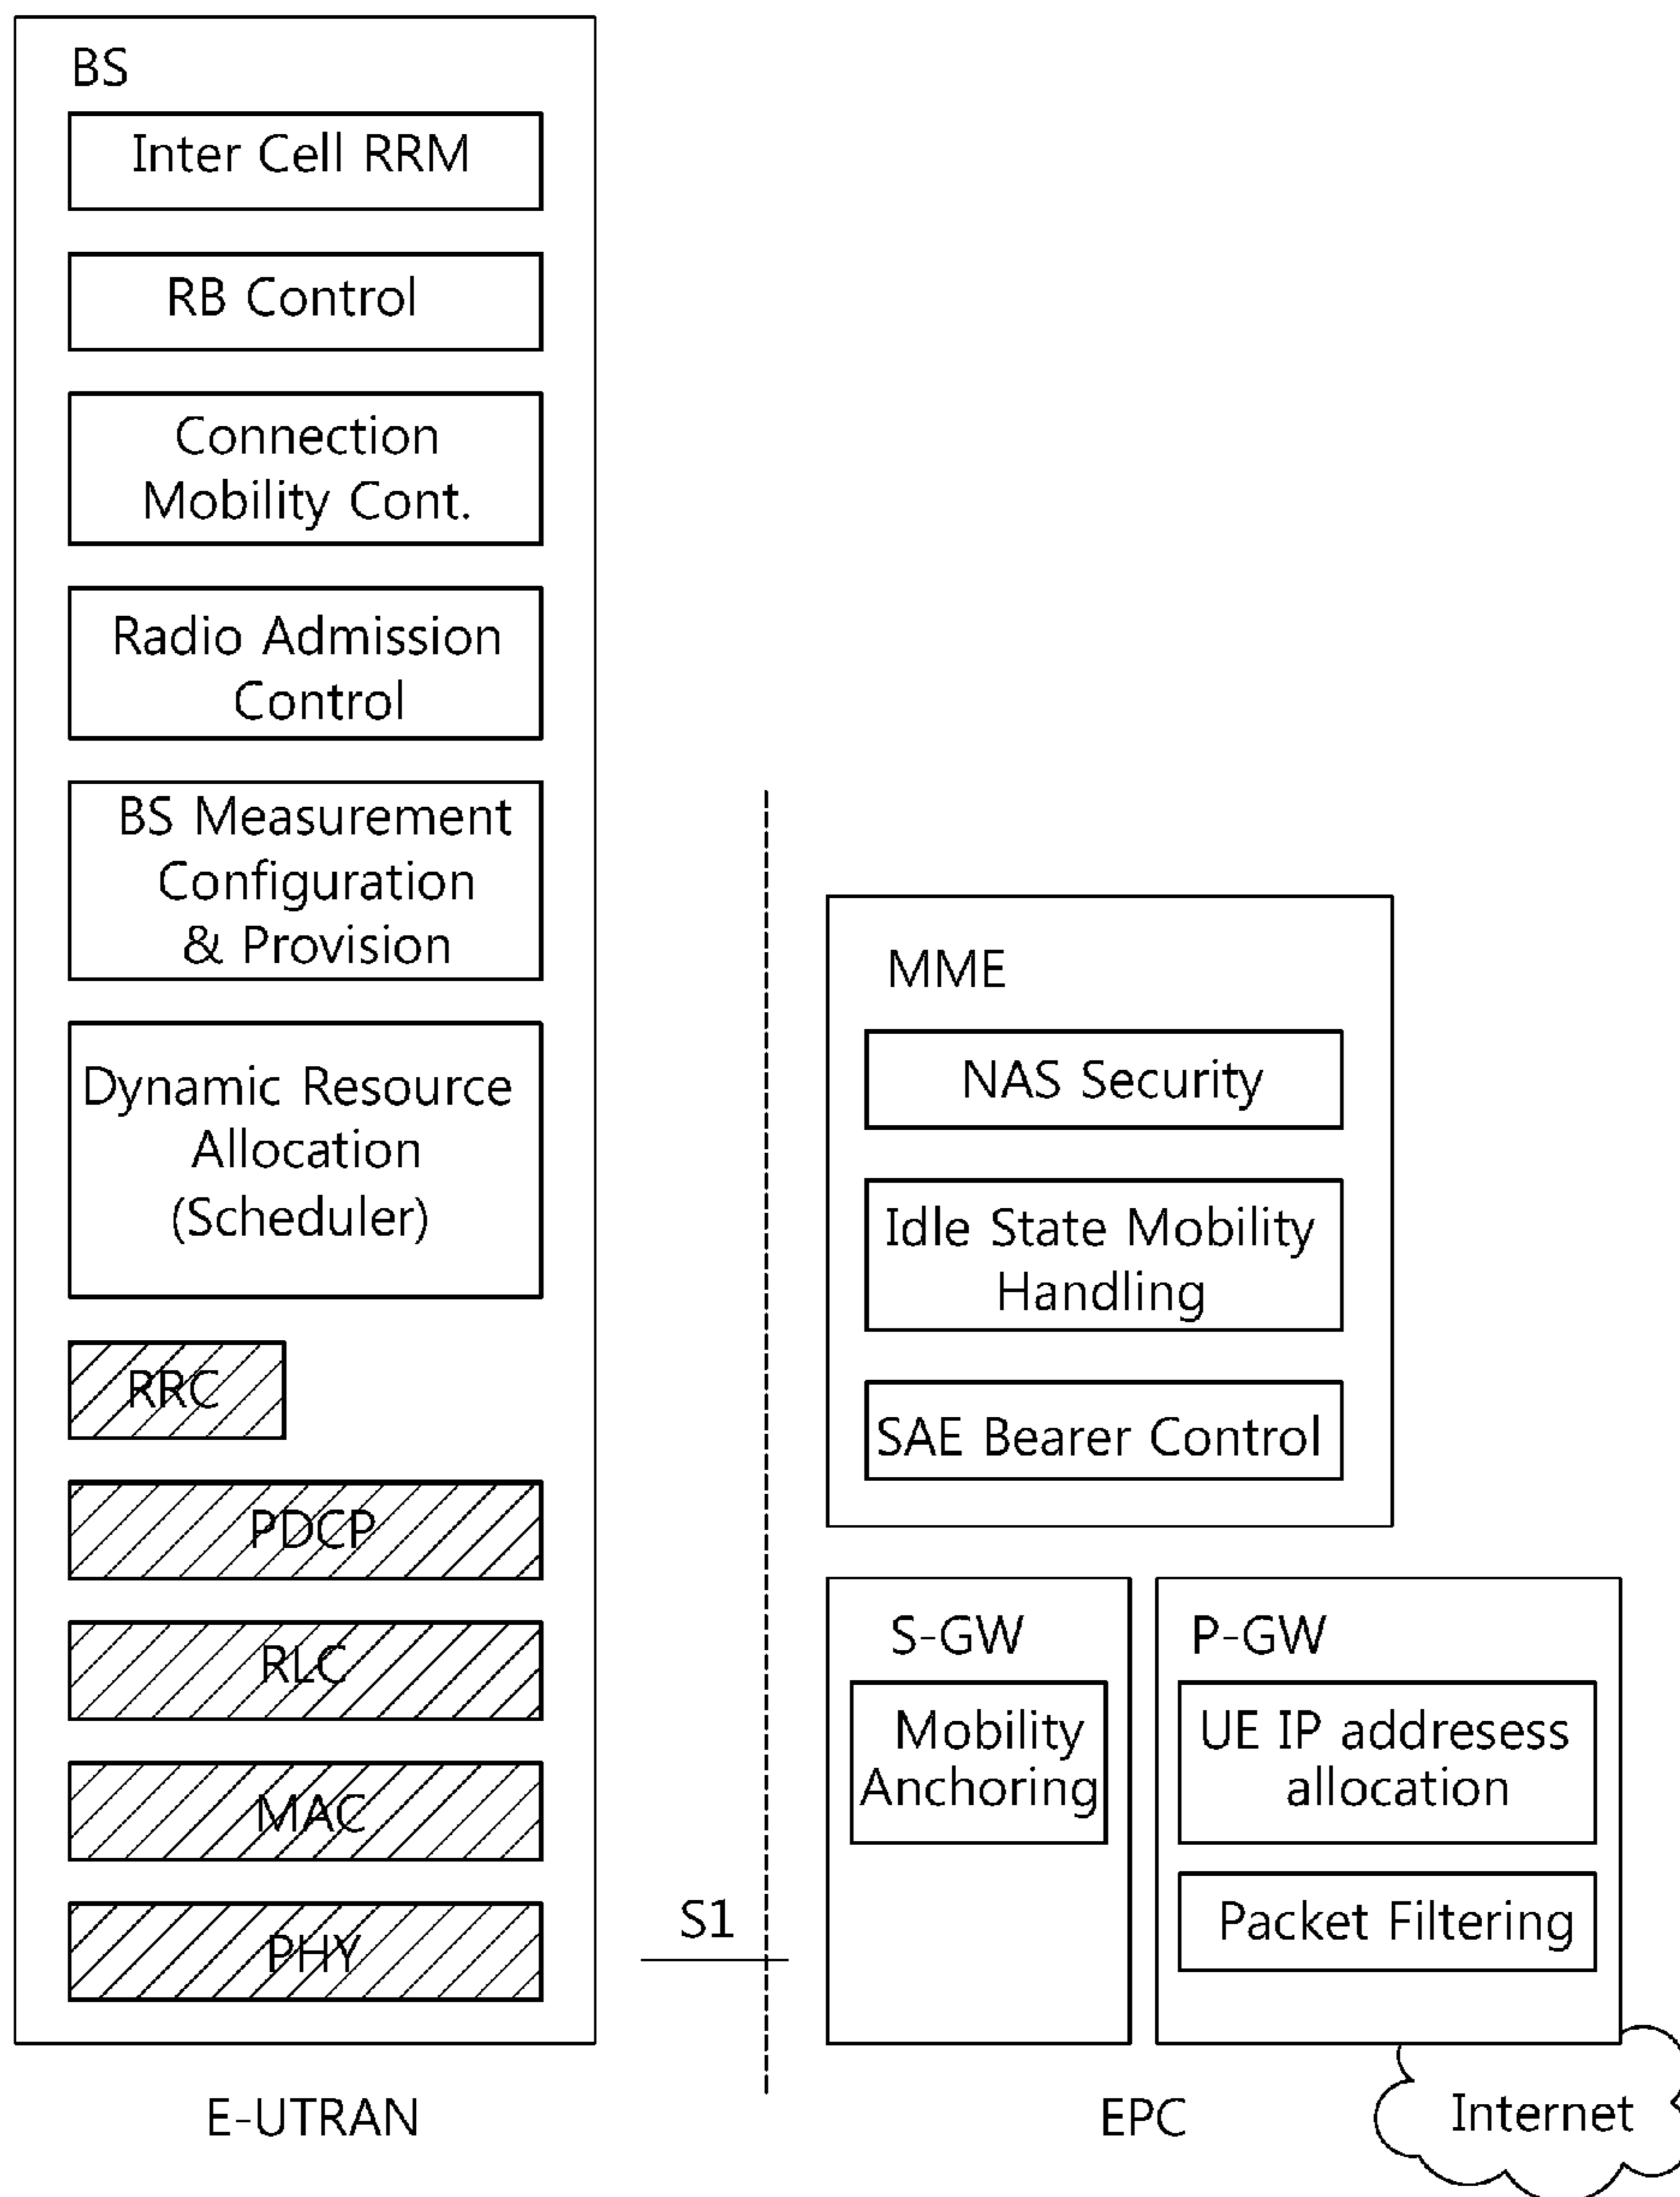 BS
Inter Cell RRM
RB Control
Connection
Mobility Cont.
Radio Admission
Control
BS Measurement
Configuration
& Provision
Dynamic Resource
Allocation
(Scheduler)
RRC
PDCP
RLC
MAC
PHY
E-UTRAN
S1
MME
NAS Security
Idle State Mobility
Handling
SAE Bearer Control
S-GW
Mobility
Anchoring
P-GW
UE IP addresess
allocation
Packet Filtering
EPC
Internet